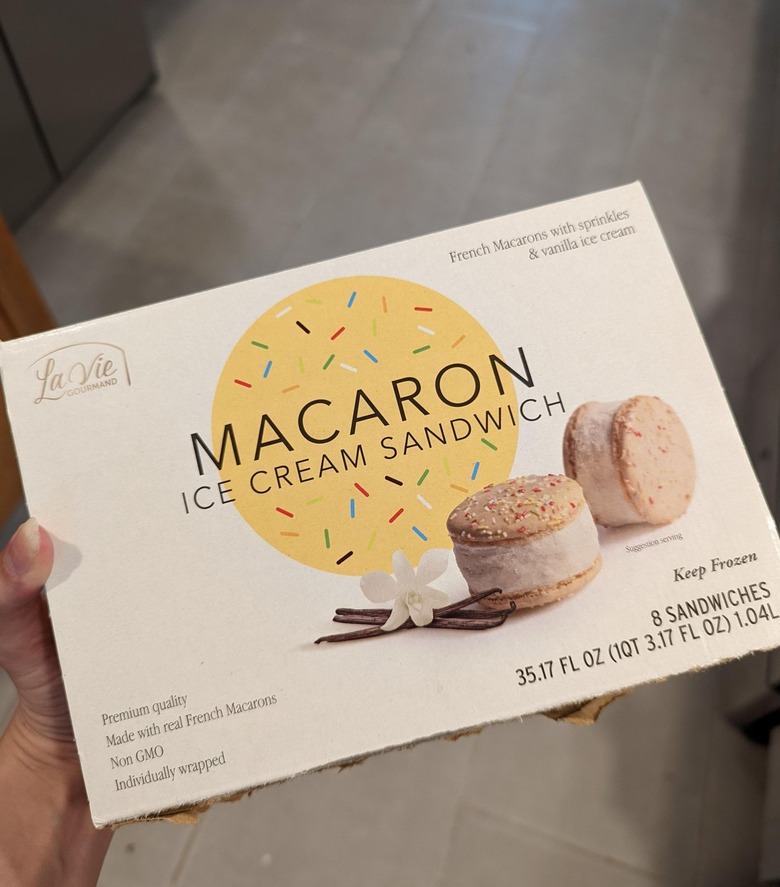 French Macarons with sprinkles
& vanilla ice cream
La Vie
GOURMAND
MACARON
ICE CREAM SANDWICH
Suggestion serving
Keep Frozen
8 SANDWICHES
35.17 FL OZ (1QT 3.17 FL OZ) 1.04L
Premium quality
Made with real French Macarons
Non GMO
Individually wrapped